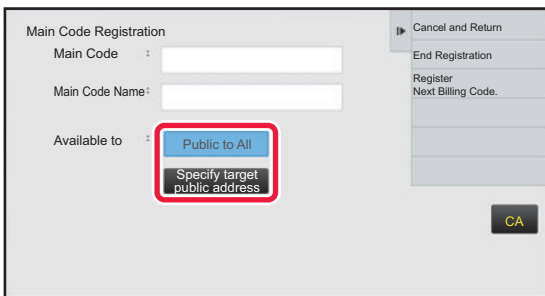 Main Code Registration
Main Code :
Main Code Name:
Available to :
Public to All
Specify target
public address
Cancel and Return
End Registration
Register
Next Billing Code.
CA